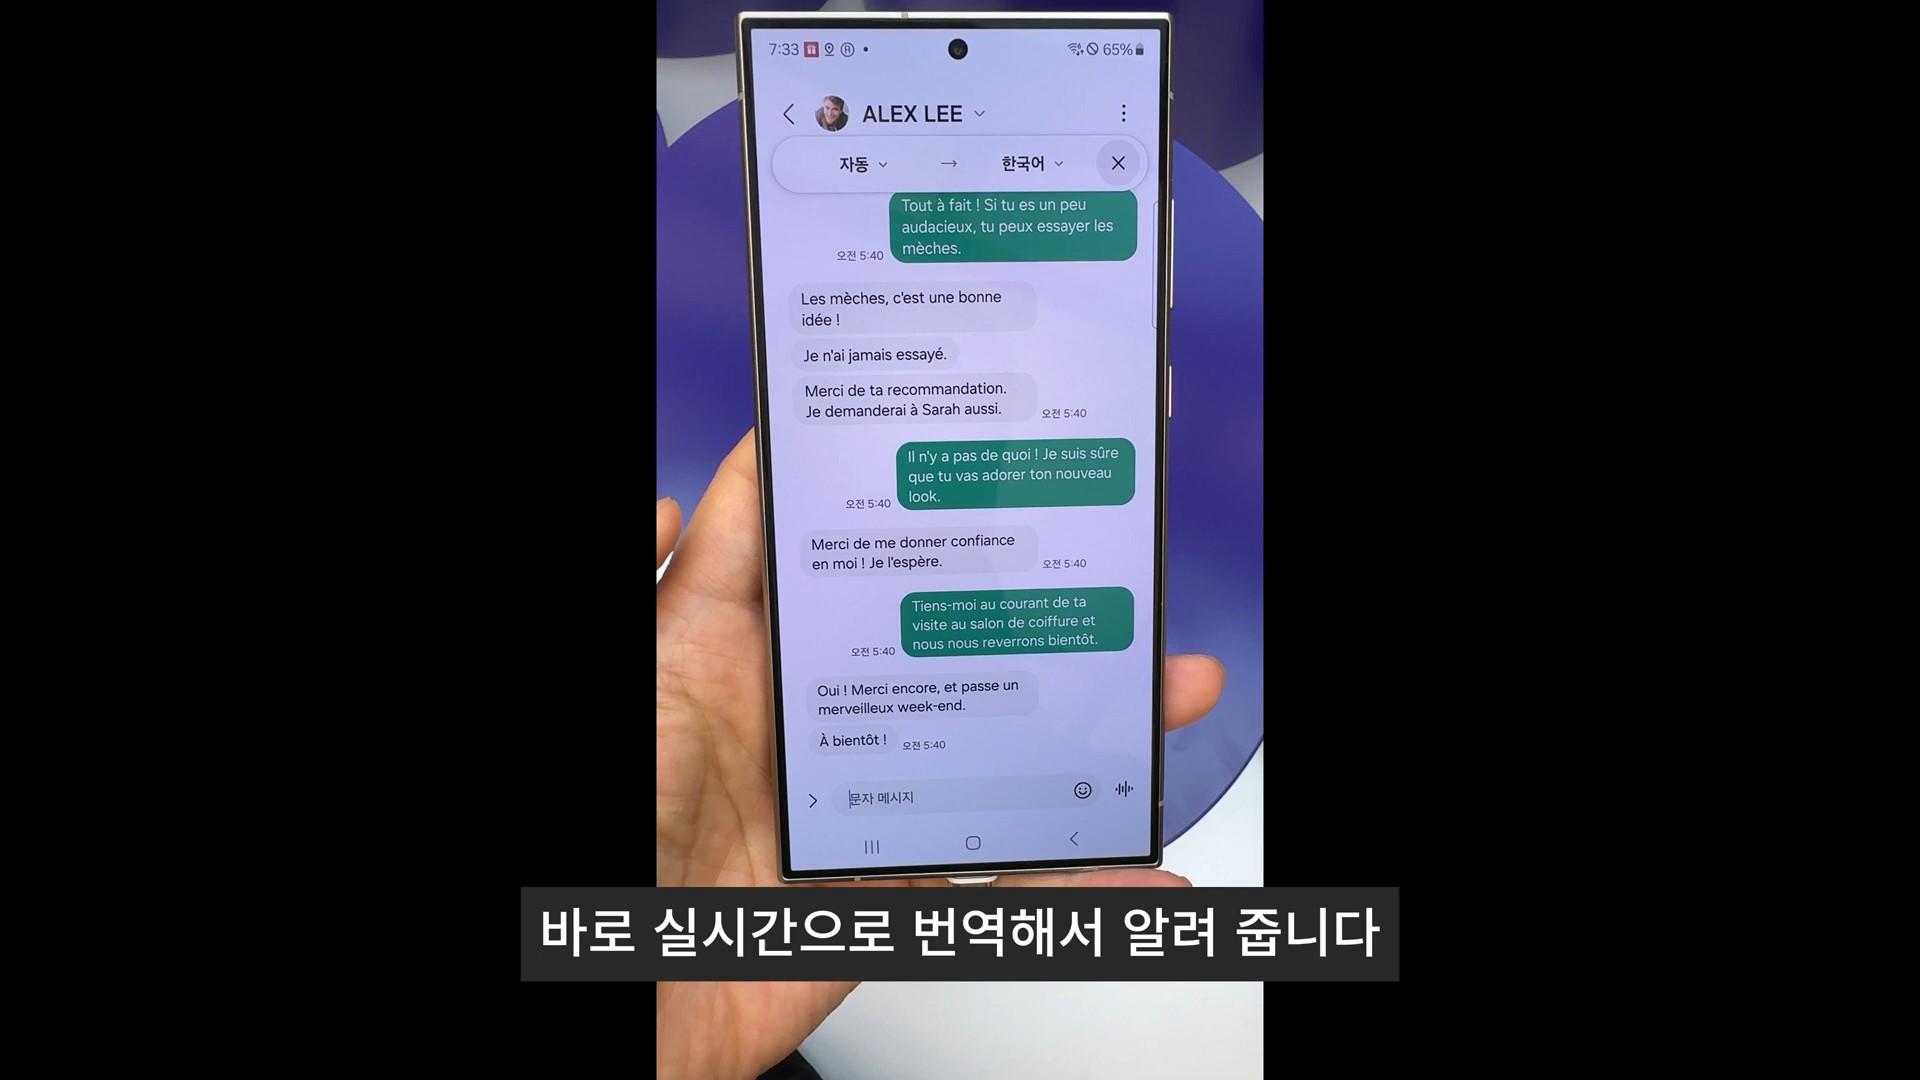 7:33
65%
ALEX LEE
자동 → 한국어
Tout à fait ! Si tu es un peu
audacieux, tu peux essayer les
mèches.
오전 5:40
Les mèches, c'est une bonne
idée !
Je n'ai jamais essayé.
Merci de ta recommandation.
Je demanderai à Sarah aussi.
오전 5:40
Il n'y a pas de quoi ! Je suis sûre
que tu vas adorer ton nouveau
look.
오전 5:40
Merci de me donner confiance
en moi ! Je l'espère.
오전 5:40
Tiens-moi au courant de ta
visite au salon de coiffure et
nous nous reverrons bientôt.
오전 5:40
Oui ! Merci encore, et passe un
merveilleux week-end.
À bientôt !
오전 5:40
문자 메시지
바로 실시간으로 번역해서 알려 줍니다